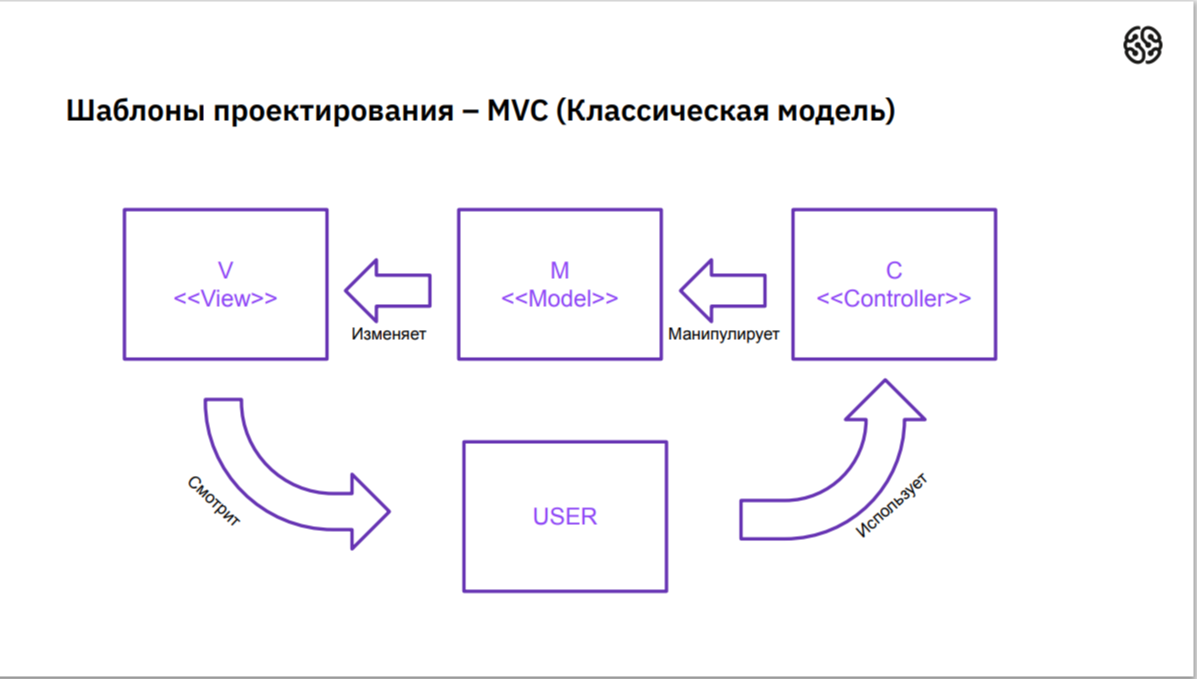 Шаблоны проектирования – MVC (Классическая модель)
V
<<View>>
M
<<Model>>
C
<<Controller>>
Изменяет
Манипулирует
Смотрит
USER
Использует